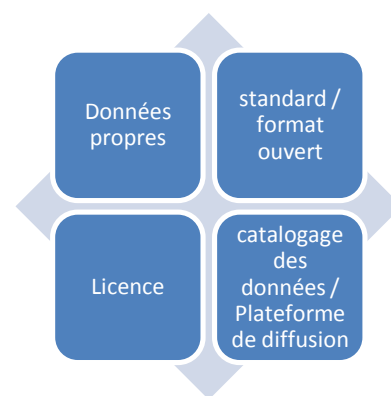 Données
propres
standard /
format
ouvert
Licence
catalogage
des
données /
Plateforme
de diffusion